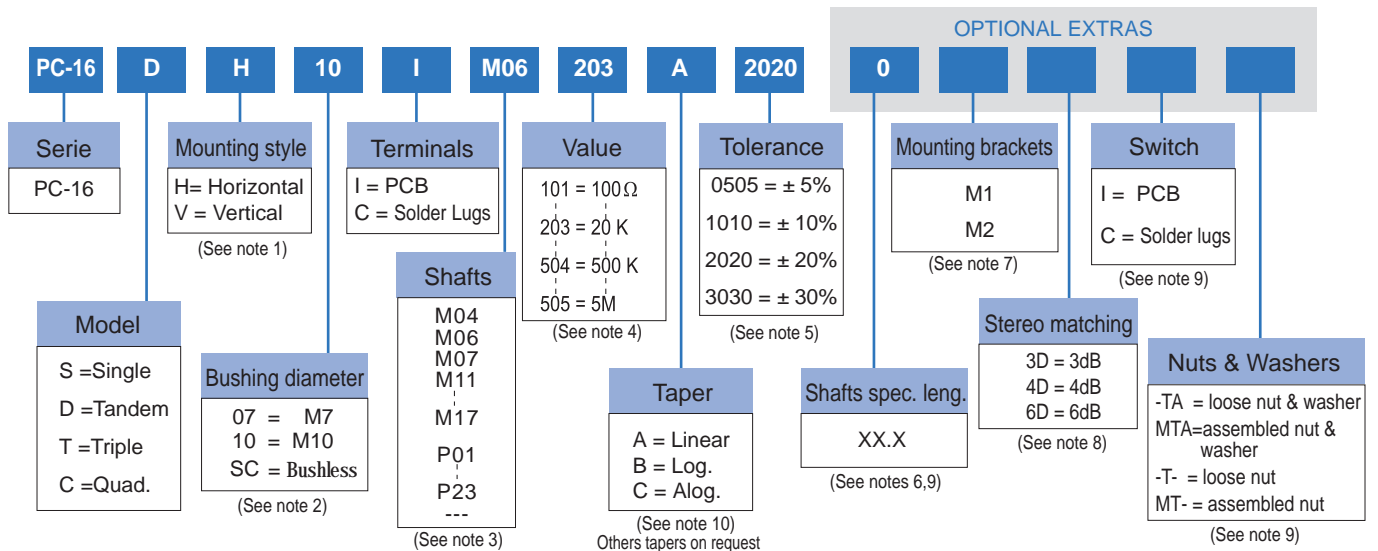 OPTIONAL EXTRAS
PC-16 D H 10 I M06 203 A 2020 0
Serie
PC-16
Mounting style
H= Horizontal
V = Vertical
(See note 1)
Terminals
I = PCB
C = Solder Lugs
Value
101 = 100Ω
203 = 20 K
504 = 500 K
505 = 5M
(See note 4)
Tolerance
0505 = ± 5%
1010 = ± 10%
2020 = ± 20%
3030 = ± 30%
(See note 5)
Mounting brackets
M1
M2
(See note 7)
Switch
I = PCB
C = Solder lugs
(See note 9)
Model
S =Single
D =Tandem
T =Triple
C =Quad.
Bushing diameter
07 = M7
10 = M10
SC = Bushless
(See note 2)
Shafts
M04
M06
M07
M11
M17
P01
P23
---
(See note 3)
Taper
A = Linear
B = Log.
C = Alog.
(See note 10)
Others tapers on request
Shafts spec. leng.
XX.X
(See notes 6,9)
Stereo matching
3D = 3dB
4D = 4dB
6D = 6dB
(See note 8)
Nuts & Washers
-TA = loose nut & washer
MTA=assembled nut &
washer
-T- = loose nut
MT- = assembled nut
(See note 9)